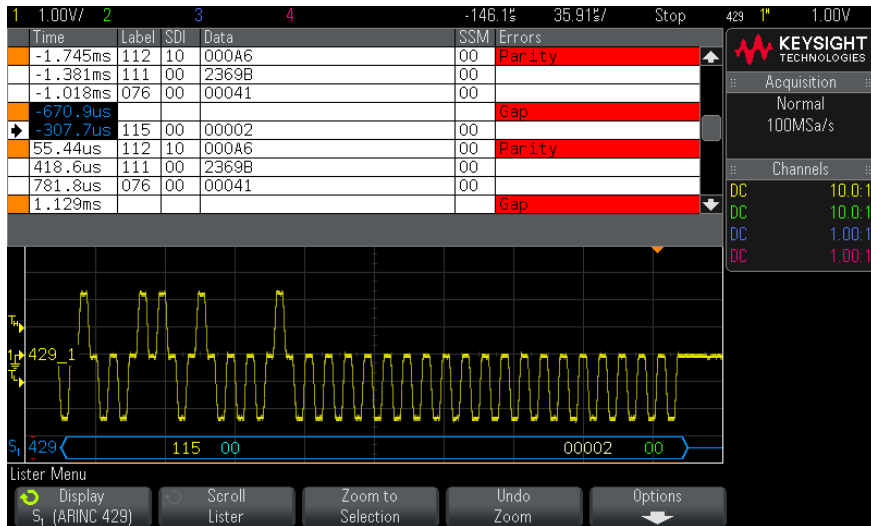 1 1.00V/ 2 3 4 -146.1us 35.91us/ Stop 429 1" 1.00V
Time Label SDI Data SSM Errors
-1.745ms 112 10 000A6 00 Parity
-1.381ms 111 00 2369B 00
-1.018ms 076 00 00041 00
-670.9us Gap
-307.7us 115 00 00002 00
55.44us 112 10 000A6 00 Parity
418.6us 111 00 2369B 00
781.8us 076 00 00041 00
1.129ms Gap
KEYSIGHT
TECHNOLOGIES
Acquisition
Normal
100MSa/s
Channels
DC 10.0:1
DC 10.0:1
DC 1.00:1
DC 1.00:1
TH
1 429_1
TL
S1 429 115 00 00002 00
Lister Menu
Display
S1 (ARINC 429)
Scroll
Lister
Zoom to
Selection
Undo
Zoom
Options